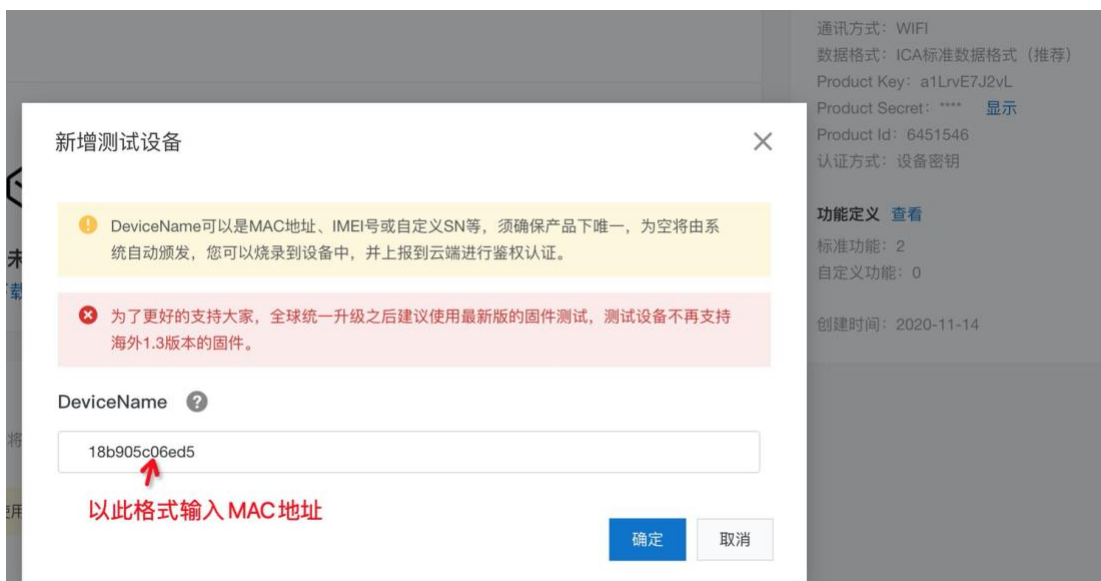 通讯方式：WIFI
数据格式：ICA标准数据格式（推荐）
Product Key：a1LrvE7J2vL
Product Secret：**** 显示
Product Id：6451546
认证方式：设备密钥
功能定义 查看
标准功能：2
自定义功能：0
创建时间：2020-11-14
新增测试设备
DeviceName可以是MAC地址、IMEI号或自定义SN等，须确保产品下唯一，为空将由系
统自动颁发，您可以烧录到设备中，并上报到云端进行鉴权认证。
为了更好的支持大家，全球统一升级之后建议使用最新版的固件测试，测试设备不再支持
海外1.3版本的固件。
DeviceName ?
18b905c06ed5
以此格式输入MAC地址
确定 取消
未
载
将
使用